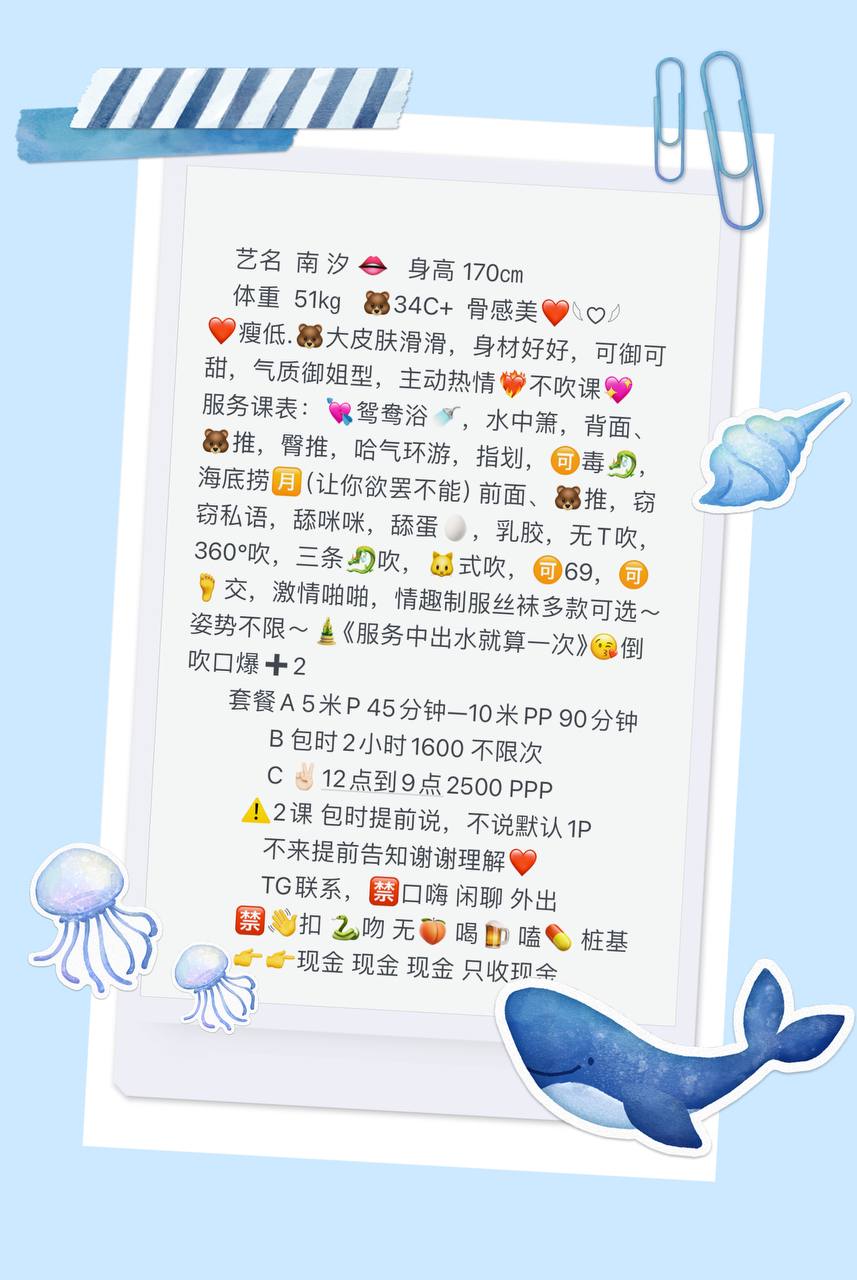 艺名 南 汐 👄 身高 170cm
体重 51kg 🐻34C+ 骨感美❤️
❤️瘦低.🐻大皮肤滑滑，身材好好，可御可
甜，气质御姐型，主动热情❤️‍🔥不吹课💖
服务课表：💘鸳鸯浴🚿，水中箫，背面、
🐻推，臀推，哈气环游，指划，🉑毒🐉，
海底捞🈷️(让你欲罢不能) 前面、🐻推，窃
窃私语，舔咪咪，舔蛋🥚，乳胶，无T吹，
360°吹，三条🐉吹，🐱式吹，🉑69，🉑
🦶交，激情啪啪，情趣制服丝袜多款可选～
姿势不限～🎍《服务中出水就算一次》😘倒
吹口爆➕2
套餐A 5米P 45分钟—10米PP 90分钟
B 包时2小时1600 不限次
C ✌🏻12点到9点2500 PPP
⚠️2课 包时提前说，不说默认1P
不来提前告知谢谢理解❤️
TG联系，🈲口嗨 闲聊 外出
🈲👋扣 🐍吻 无🍑 喝🍺 嗑💊 桩基
👉👉现金 现金 现金 只收现金